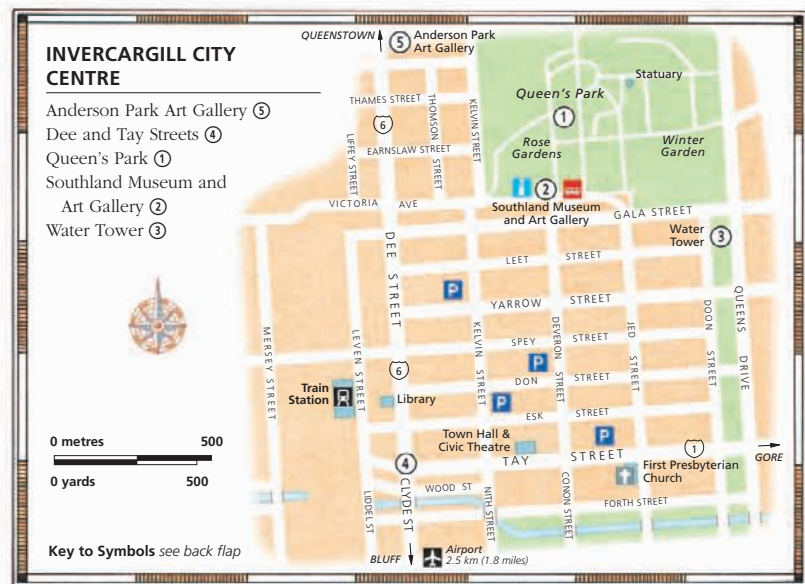 INVERCARGILL CITY
CENTRE
Anderson Park Art Gallery ⑤
Dee and Tay Streets ④
Queen's Park ①
Southland Museum and
Art Gallery ②
Water Tower ③
0 metres 500
0 yards 500
Key to Symbols see back flap
QUEENSTOWN
⑤
Anderson Park
Art Gallery
THAMES STREET
6
THOMSON STREET
KELVIN STREET
LIFFEY STREET
EARNSLAW STREET
VICTORIA AVE
Statuary
Queen's Park
①
Rose
Gardens
Winter
Garden
i
②
Southland Museum
and Art Gallery
GALA STREET
Water
Tower
③
DEE STREET
LEET STREET
P
YARROW STREET
MERSEY STREET
LEVEN STREET
KELVIN STREET
DEVERON STREET
JED STREET
DOON STREET
QUEENS DRIVE
SPEY STREET
6
P
DON STREET
Train
Station
Library
P
ESK STREET
Town Hall &
Civic Theatre
P
1
④
TAY STREET
GORE
First Presbyterian
Church
WOOD ST
CLYDE ST
LIDDEL ST
NITH STREET
CONON STREET
FORTH STREET
BLUFF
Airport
2.5 km (1.8 miles)